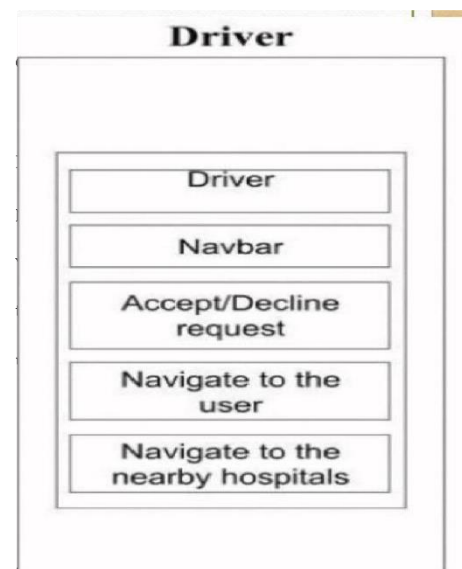 Driver
Driver
Navbar
Accept/Decline
request
Navigate to the
user
Navigate to the
nearby hospitals